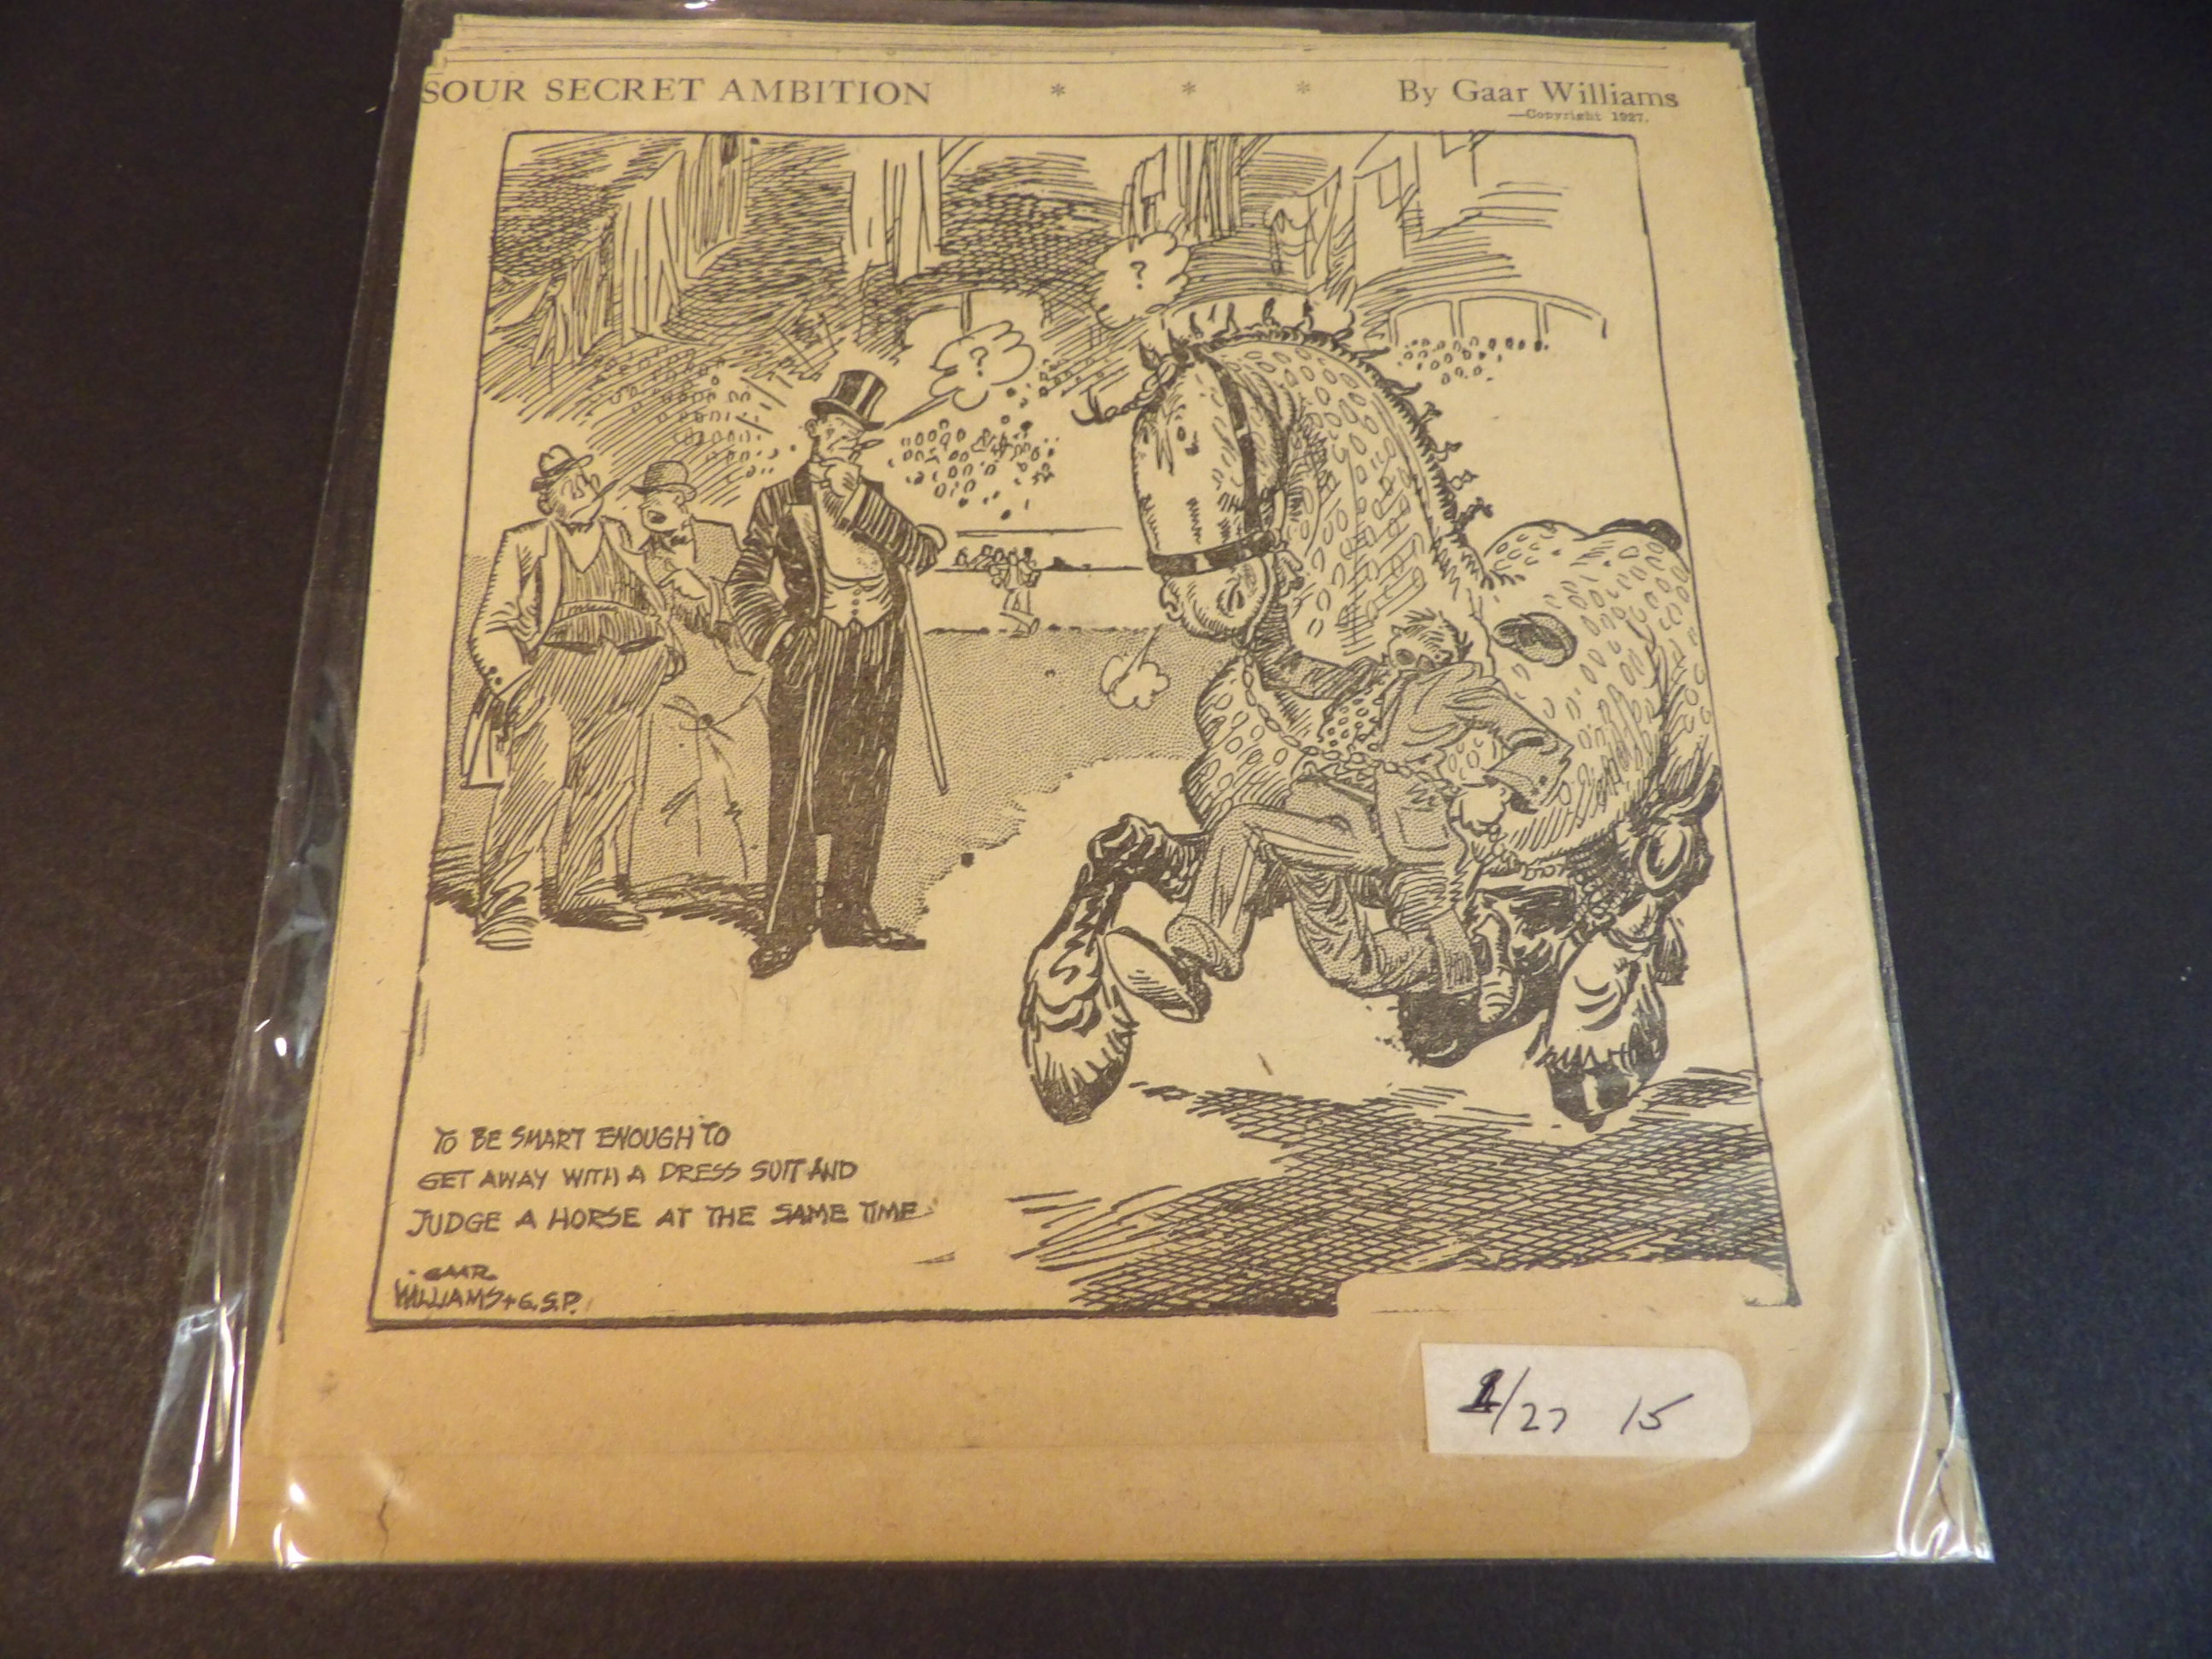 SOUR SECRET AMBITION * * * By Gaar Williams
—Copyright 1927.
?
?
TO BE SMART ENOUGH TO
GET AWAY WITH A DRESS SUIT AND
JUDGE A HORSE AT THE SAME TIME
GAAR
WILLIAMS + G.S.P.
1/27 15